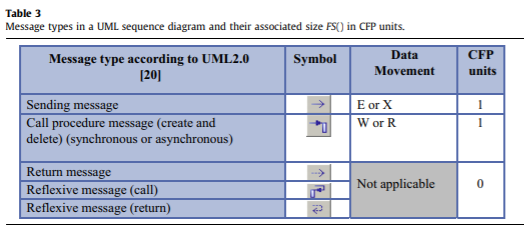 Table 3
Message types in a UML sequence diagram and their associated size FS() in CFP units.
Message type according to UML2.0 Symbol Data CFP
[20] Movement units
Sending message E or X 1
Call procedure message (create and W or R 1
delete) (synchronous or asynchronous)
Return message
Reflexive message (call) Not applicable 0
Reflexive message (return)